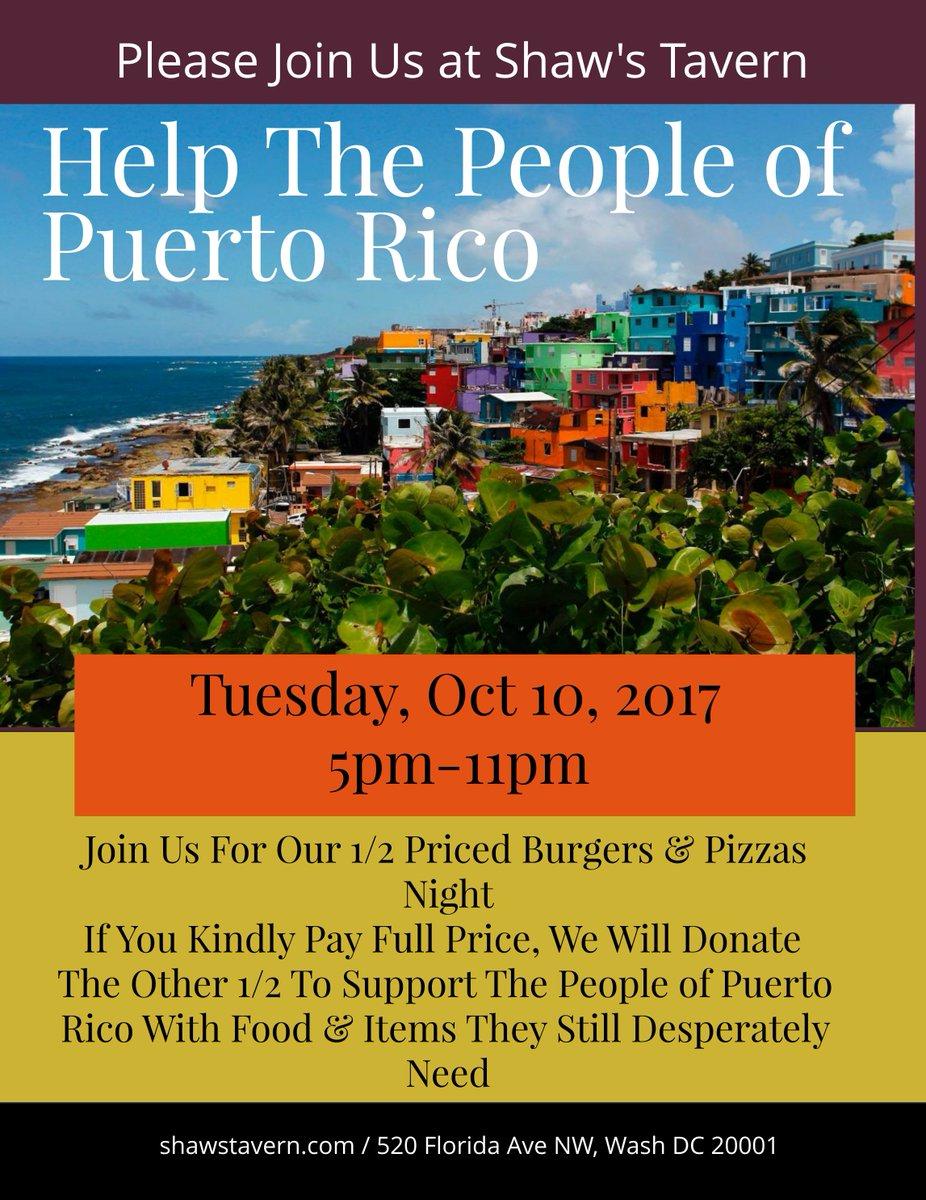 Please Join Us at Shaw's Tavern
Help The People of
Puerto Rico
Tuesday, Oct 10, 2017
5pm-11pm
Join Us For Our 1/2 Priced Burgers & Pizzas
Night
If You Kindly Pay Full Price, We Will Donate
The Other 1/2 To Support The People of Puerto
Rico With Food & Items They Still Desperately
Need
shawstavern.com / 520 Florida Ave NW, Wash DC 20001